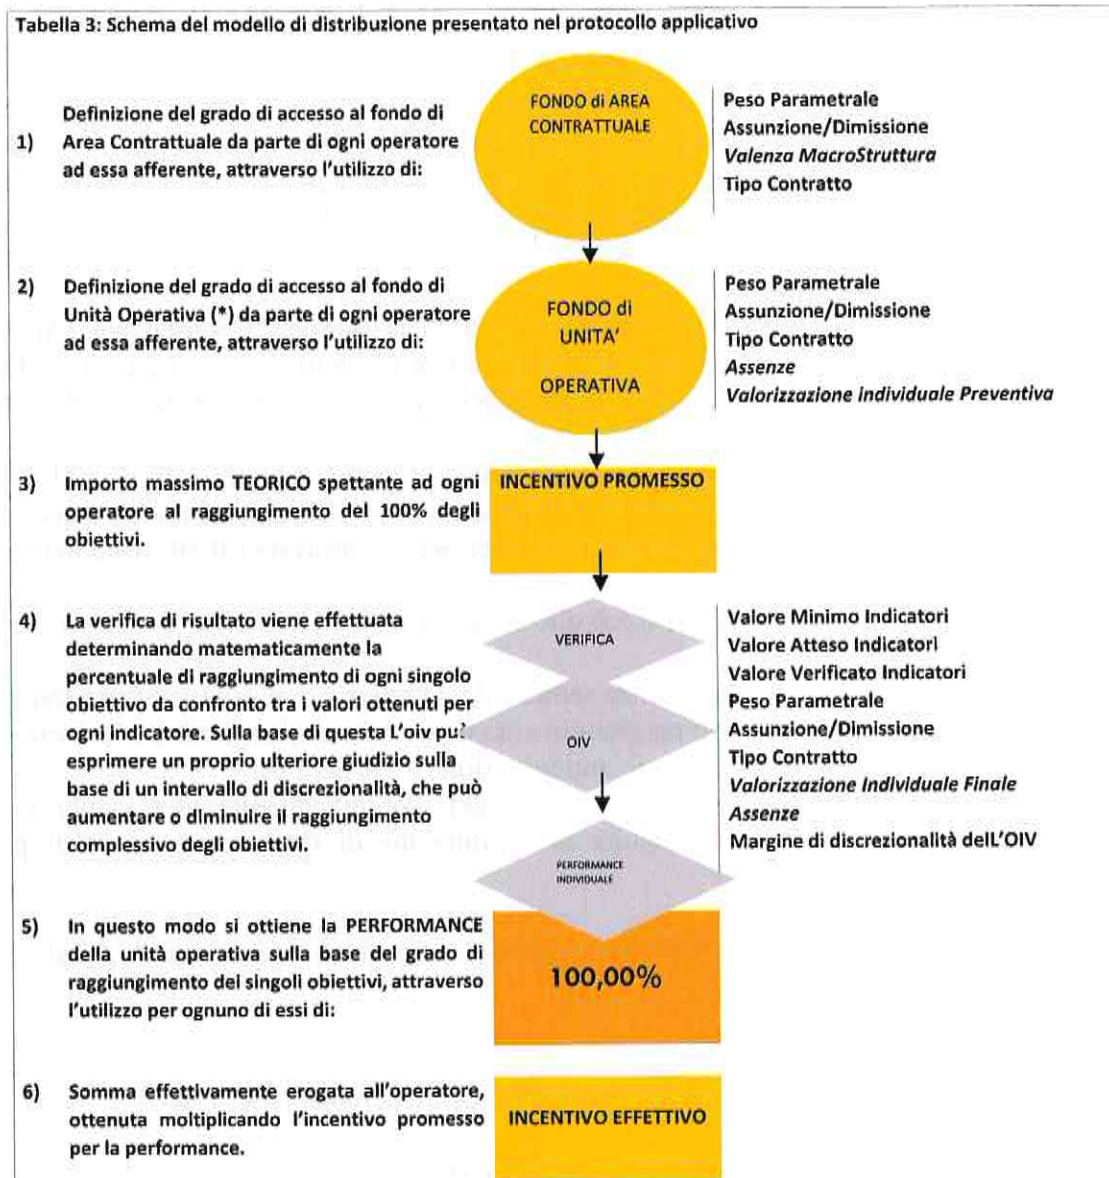 Tabella 3: Schema del modello di distribuzione presentato nel protocollo applicativo
1) Definizione del grado di accesso al fondo di
Area Contrattuale da parte di ogni operatore
ad essa afferente, attraverso l'utilizzo di:
FONDO di AREA
CONTRATTUALE
Peso Parametrale
Assunzione/Dimissione
Valenza MacroStruttura
Tipo Contratto
2) Definizione del grado di accesso al fondo di
Unità Operativa (*) da parte di ogni operatore
ad essa afferente, attraverso l'utilizzo di:
FONDO di
UNITA'
OPERATIVA
Peso Parametrale
Assunzione/Dimissione
Tipo Contratto
Assenze
Valorizzazione individuale Preventiva
3) Importo massimo TEORICO spettante ad ogni
operatore al raggiungimento del 100% degli
obiettivi.
INCENTIVO PROMESSO
4) La verifica di risultato viene effettuata
determinando matematicamente la
percentuale di raggiungimento di ogni singolo
obiettivo da confronto tra i valori ottenuti per
ogni indicatore. Sulla base di questa L'oiv può
esprimere un proprio ulteriore giudizio sulla
base di un intervallo di discrezionalità, che può
aumentare o diminuire il raggiungimento
complessivo degli obiettivi.
VERIFICA
OIV
PERFORMANCE
INDIVIDUALE
Valore Minimo Indicatori
Valore Atteso Indicatori
Valore Verificato Indicatori
Peso Parametrale
Assunzione/Dimissione
Tipo Contratto
Valorizzazione Individuale Finale
Assenze
Margine di discrezionalità delL'OIV
5) In questo modo si ottiene la PERFORMANCE
della unità operativa sulla base del grado di
raggiungimento dei singoli obiettivi, attraverso
l'utilizzo per ognuno di essi di:
100,00%
6) Somma effettivamente erogata all'operatore,
ottenuta moltiplicando l'incentivo promesso
per la performance.
INCENTIVO EFFETTIVO